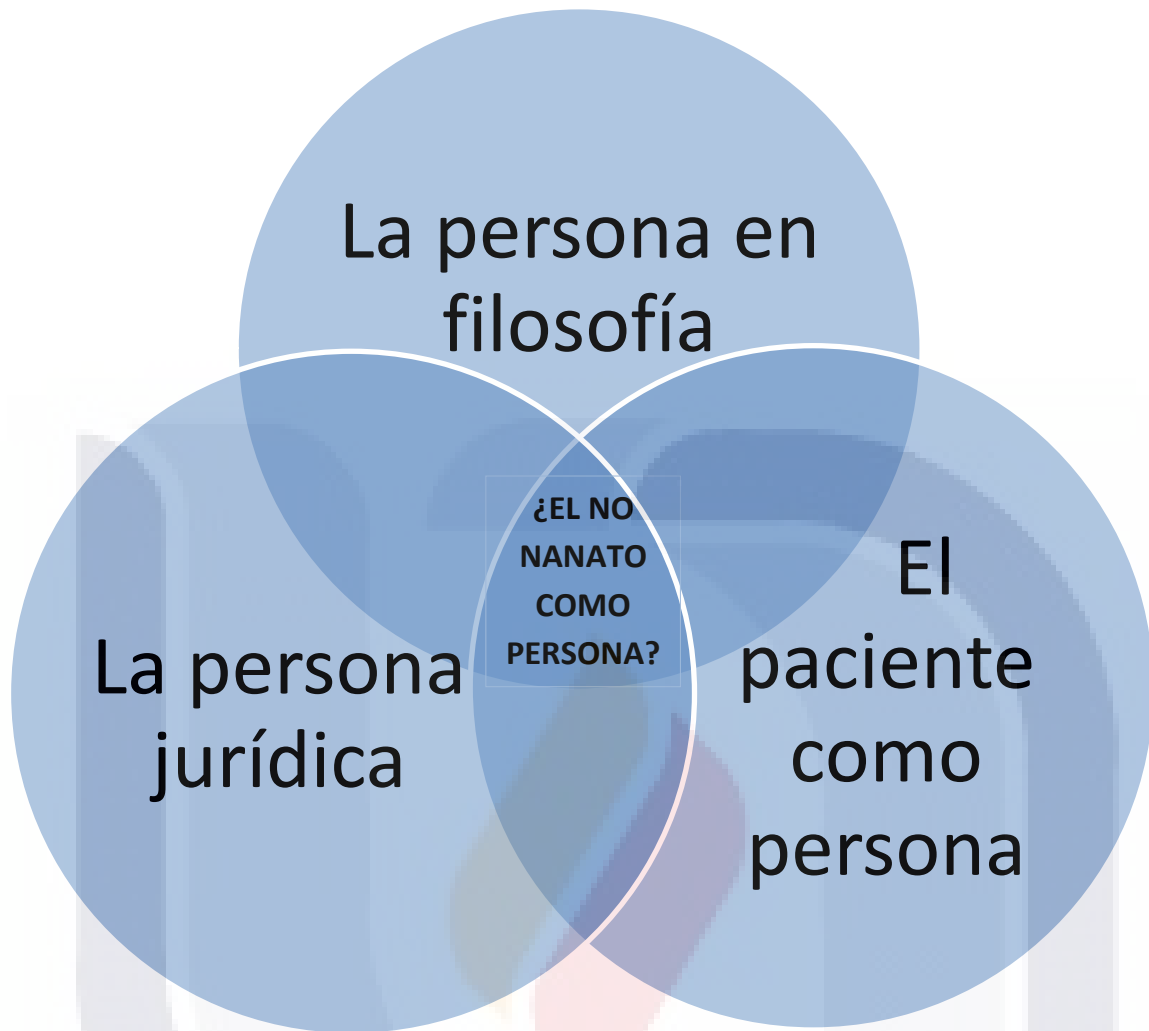 La persona en
filosofía
¿EL NO
NANATO
COMO
PERSONA?
La persona
jurídica
El
paciente
como
persona